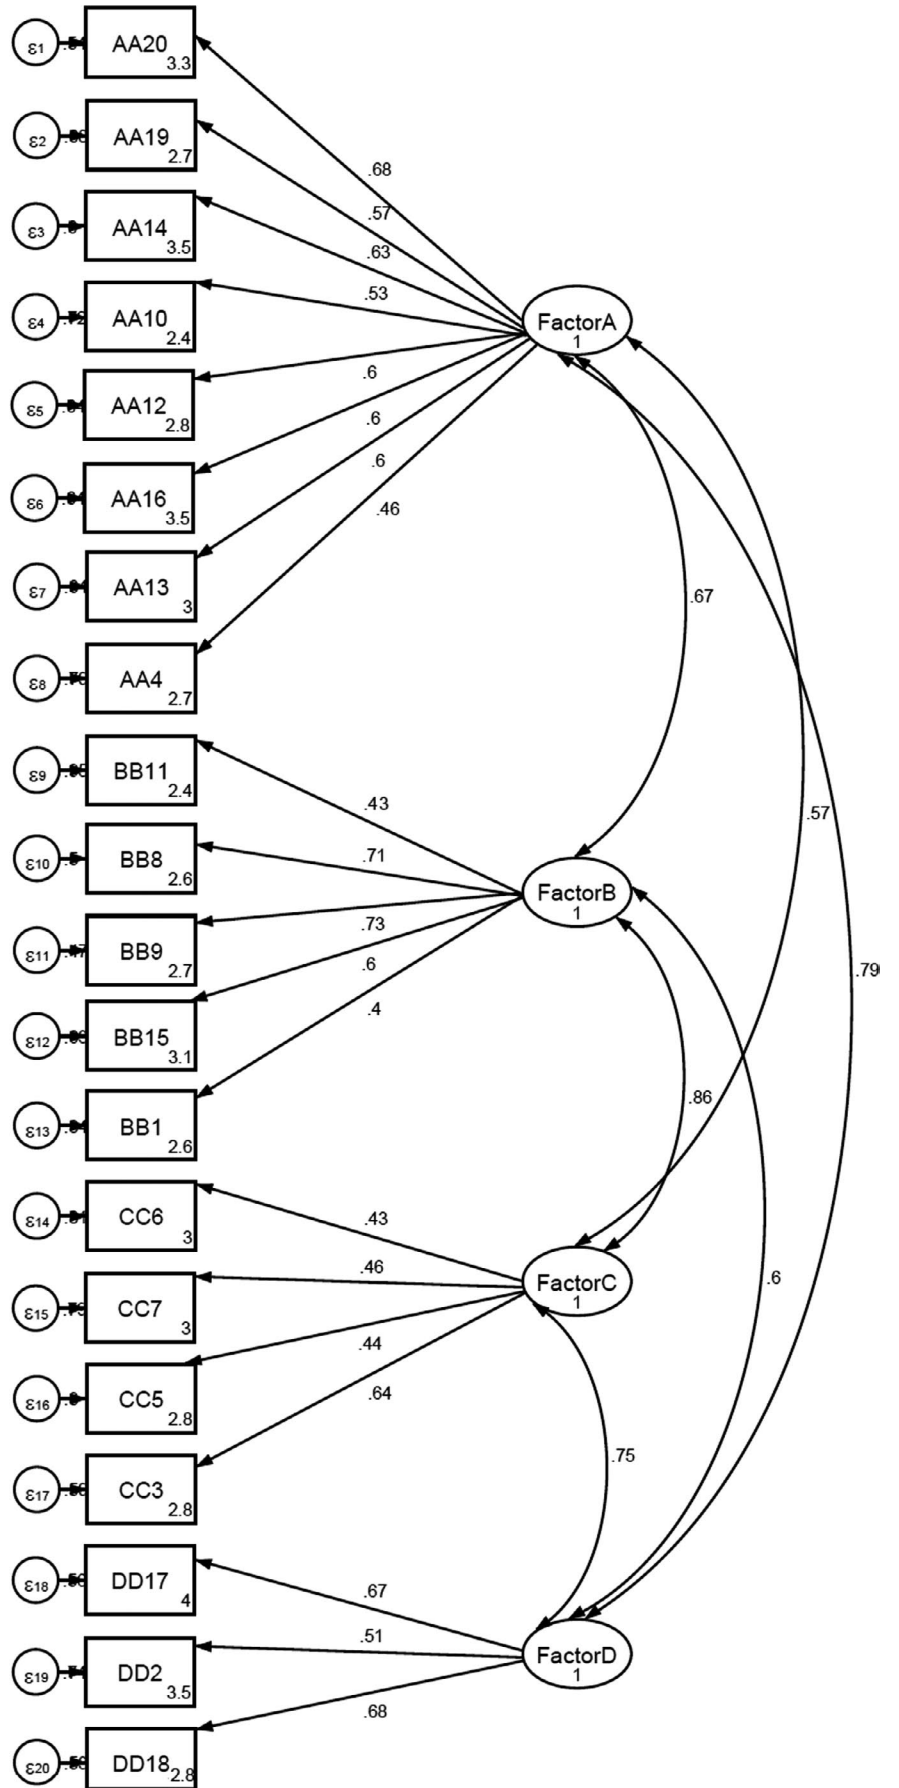 ε1
AA20
3.3
.68
ε2
AA19
2.7
.57
ε3
AA14
3.5
.63
ε4
AA10
2.4
.53
FactorA
1
ε5
AA12
2.8
.6
ε6
AA16
3.5
.6
ε7
AA13
3
.6
ε8
AA4
2.7
.46
.67
ε9
BB11
2.4
.43
.57
ε10
BB8
2.6
.71
FactorB
1
ε11
BB9
2.7
.73
.79
ε12
BB15
3.1
.6
ε13
BB1
2.6
.4
.86
ε14
CC6
3
.43
ε15
CC7
3
.46
FactorC
1
.6
ε16
CC5
2.8
.44
ε17
CC3
2.8
.64
.75
ε18
DD17
4
.67
ε19
DD2
3.5
.51
FactorD
1
ε20
DD18
2.8
.68